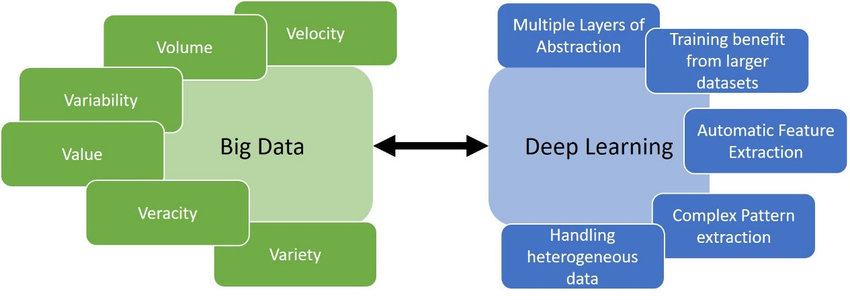 Velocity
Volume
Variability
Value
Veracity
Variety
Big Data
Deep Learning
Multiple Layers of
Abstraction
Training benefit
from larger
datasets
Automatic Feature
Extraction
Complex Pattern
extraction
Handling
heterogeneous
data